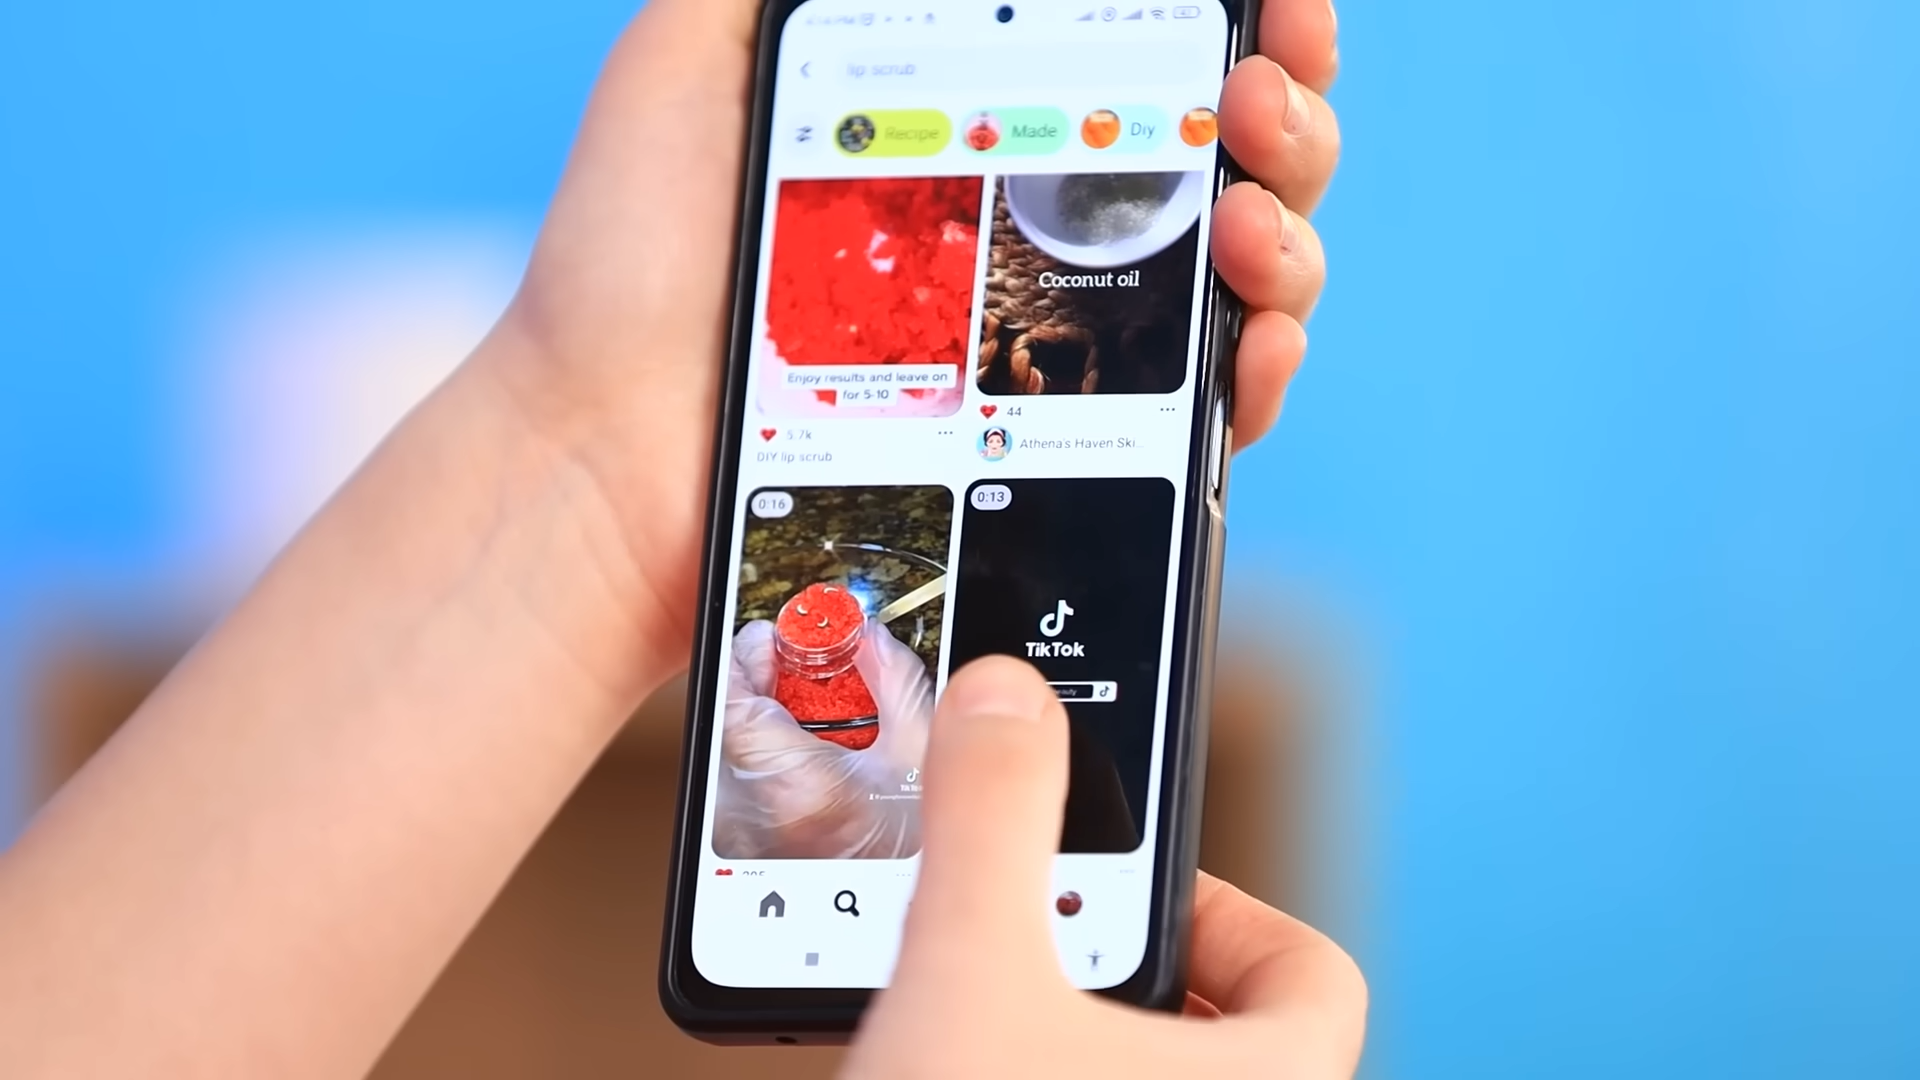 lip scrub
Recipe
Made
Diy
Coconut oil
Enjoy results and leave on
for 5-10
5.7k
DIY lip scrub
44
Athena's Haven Ski...
0:16
0:13
TikTok
TikTok